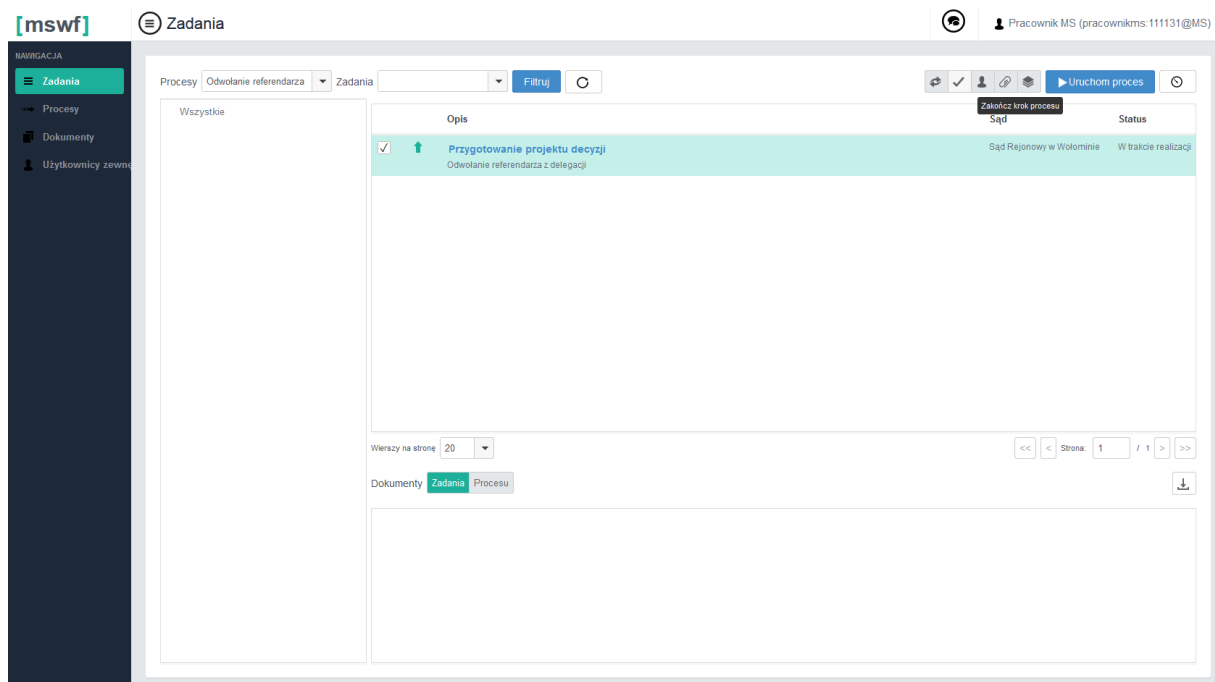 [mswf]
Zadania
Pracownik MS (pracownikms:111131@MS)
NAWIGACJA
Zadania
Procesy
Dokumenty
Użytkownicy zewnę
Procesy Odwołanie referendarza Zadania Filtruj Uruchom proces
Zakończ krok procesu
Wszystkie
Opis Sąd Status
Przygotowanie projektu decyzji Sąd Rejonowy w Wołominie W trakcie realizacji
Odwołanie referendarza z delegacji
Wierszy na stronę 20 << < Strona: 1 / 1 > >>
Dokumenty Zadania Procesu